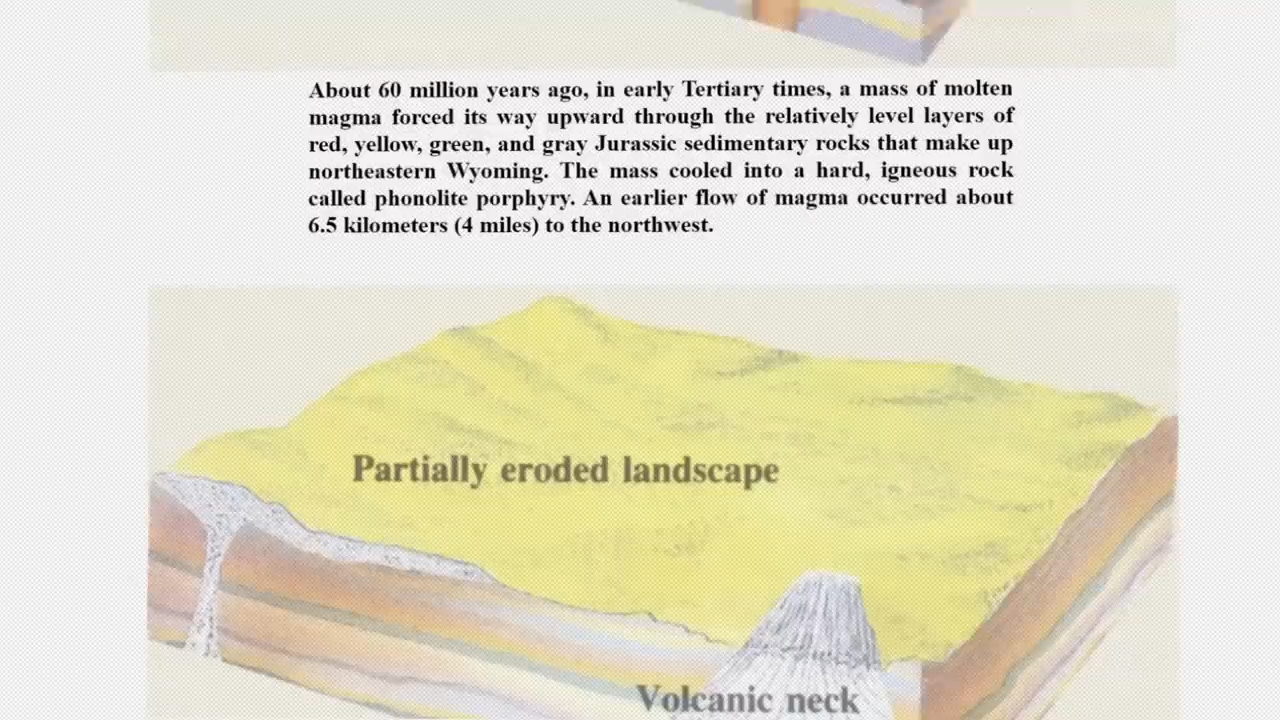 About 60 million years ago, in early Tertiary times, a mass of molten
magma forced its way upward through the relatively level layers of
red, yellow, green, and gray Jurassic sedimentary rocks that make up
northeastern Wyoming. The mass cooled into a hard, igneous rock
called phonolite porphyry. An earlier flow of magma occurred about
6.5 kilometers (4 miles) to the northwest.
Partially eroded landscape
Volcanic neck